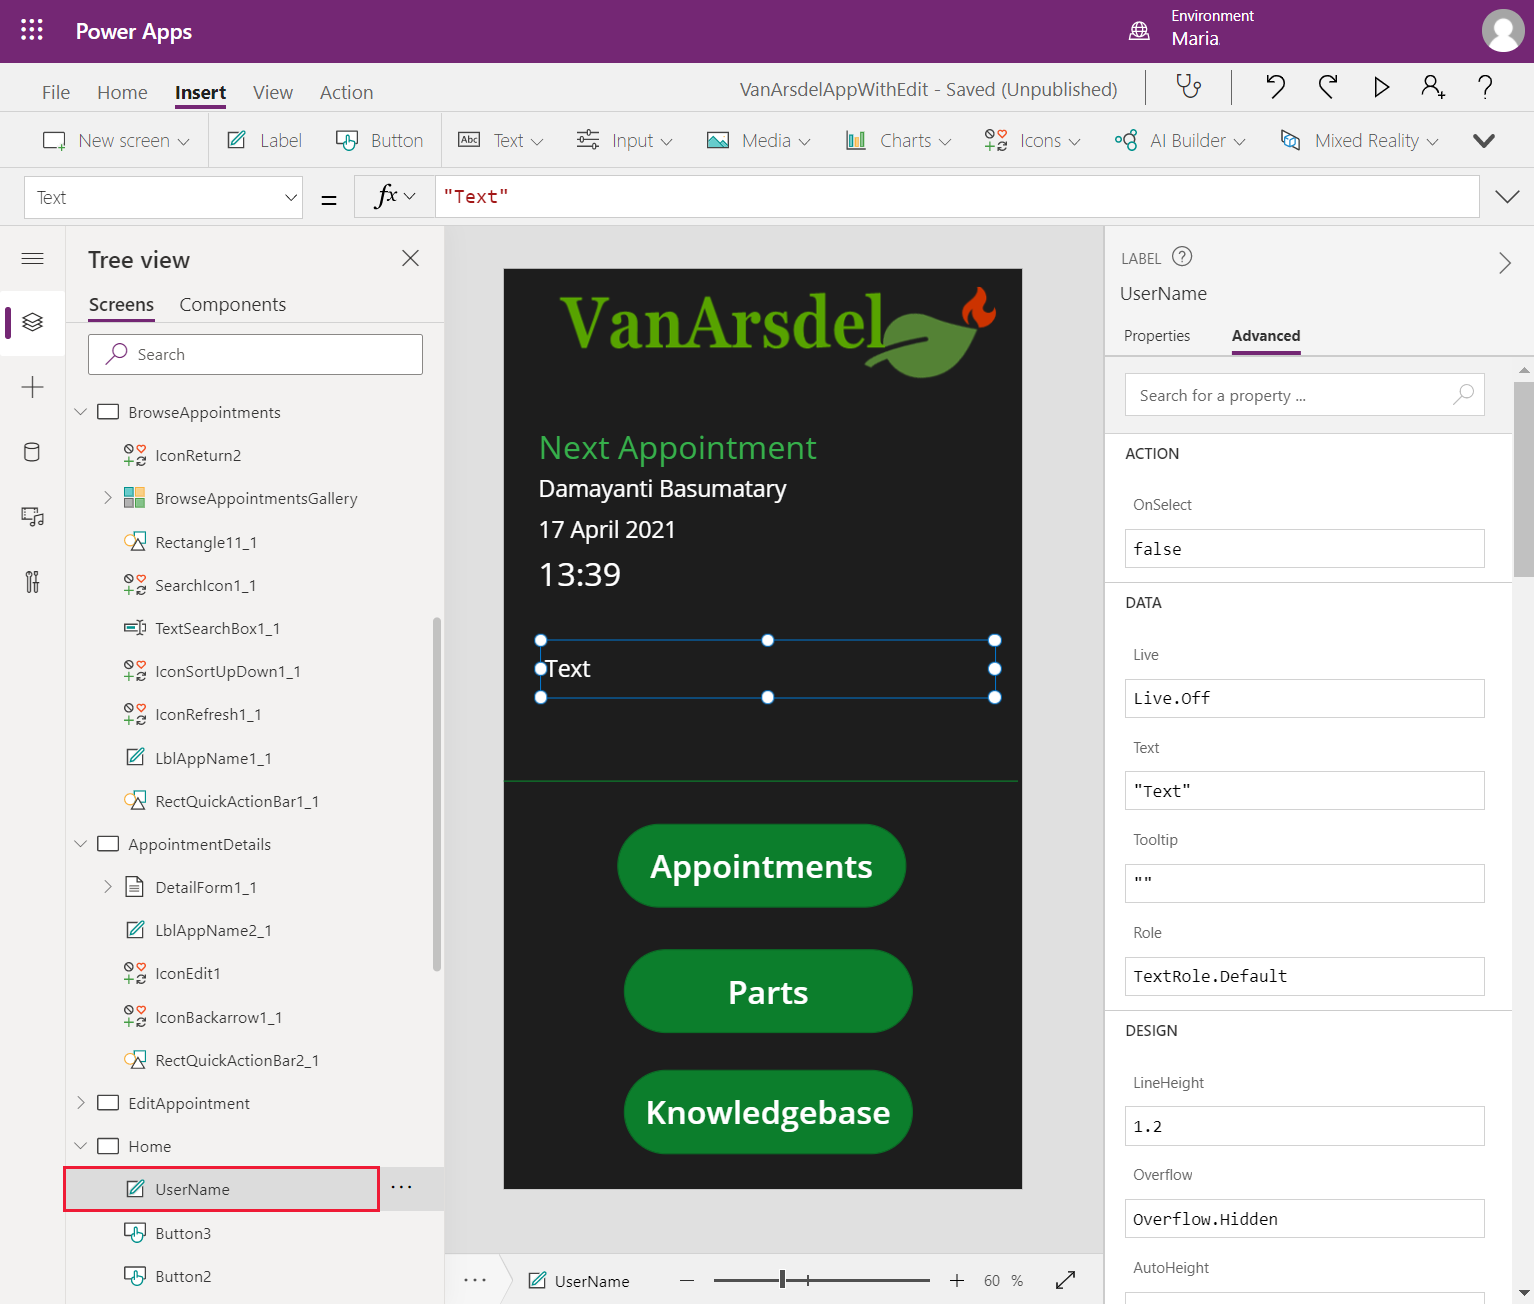 Power Apps
Environment
Maria
File Home Insert View Action
VanArsdelAppWithEdit - Saved (Unpublished)
New screen Label Button Abc Text Input Media Charts Icons AI Builder Mixed Reality
Text = fx "Text"
Tree view
Screens Components
Search
BrowseAppointments
IconReturn2
BrowseAppointmentsGallery
Rectangle11_1
SearchIcon1_1
TextSearchBox1_1
IconSortUpDown1_1
IconRefresh1_1
LblAppName1_1
RectQuickActionBar1_1
AppointmentDetails
DetailForm1_1
LblAppName2_1
IconEdit1
IconBackarrow1_1
RectQuickActionBar2_1
EditAppointment
Home
UserName ...
Button3
Button2
VanArsdel
Next Appointment
Damayanti Basumatary
17 April 2021
13:39
Text
Appointments
Parts
Knowledgebase
... UserName 60 %
LABEL ?
UserName
Properties Advanced
Search for a property ...
ACTION
OnSelect
false
DATA
Live
Live.Off
Text
"Text"
Tooltip
""
Role
TextRole.Default
DESIGN
LineHeight
1.2
Overflow
Overflow.Hidden
AutoHeight